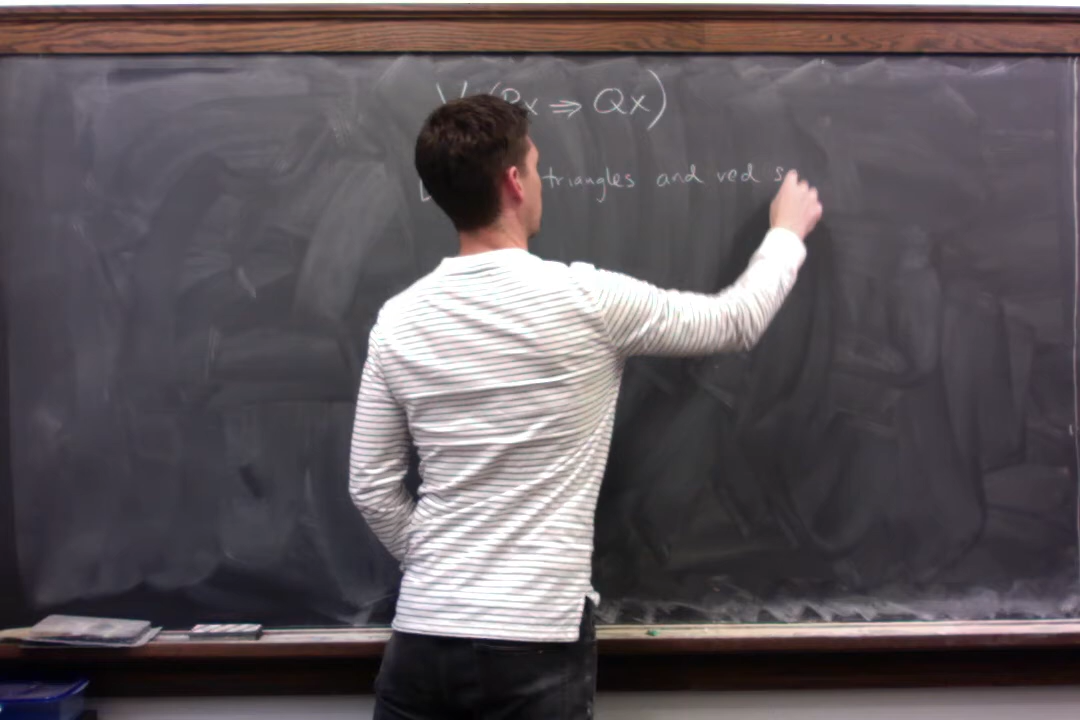 (Px ⇒ Qx)
triangles and red s